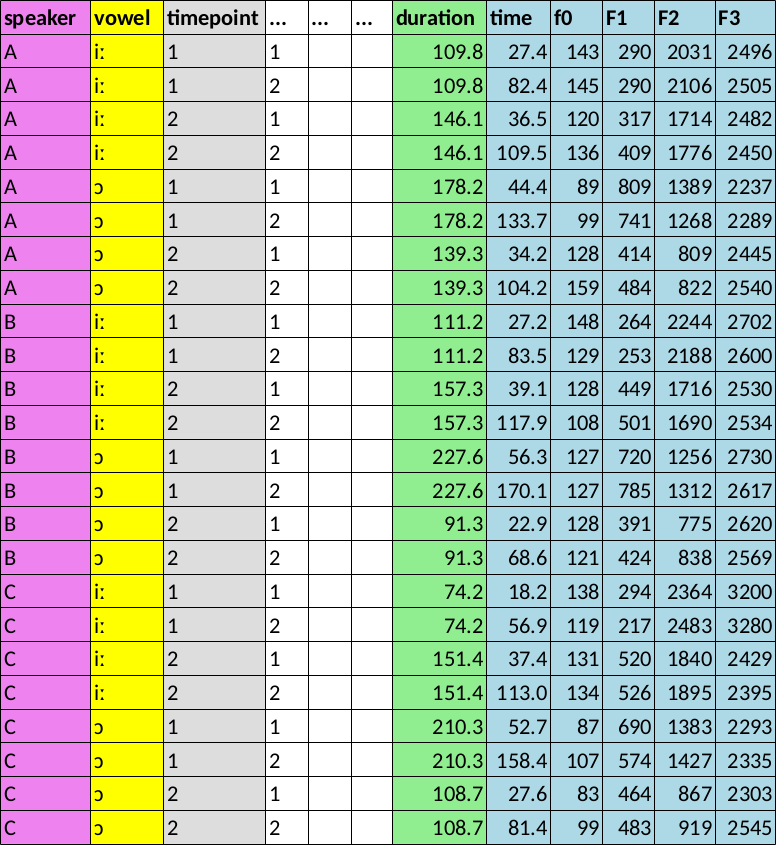 speaker vowel timepoint ... ... ... duration time f0 F1 F2 F3
A iː 1 1 109.8 27.4 143 290 2031 2496
A iː 1 2 109.8 82.4 145 290 2106 2505
A iː 2 1 146.1 36.5 120 317 1714 2482
A iː 2 2 146.1 109.5 136 409 1776 2450
A ɔ 1 1 178.2 44.4 89 809 1389 2237
A ɔ 1 2 178.2 133.7 99 741 1268 2289
A ɔ 2 1 139.3 34.2 128 414 809 2445
A ɔ 2 2 139.3 104.2 159 484 822 2540
B iː 1 1 111.2 27.2 148 264 2244 2702
B iː 1 2 111.2 83.5 129 253 2188 2600
B iː 2 1 157.3 39.1 128 449 1716 2530
B iː 2 2 157.3 117.9 108 501 1690 2534
B ɔ 1 1 227.6 56.3 127 720 1256 2730
B ɔ 1 2 227.6 170.1 127 785 1312 2617
B ɔ 2 1 91.3 22.9 128 391 775 2620
B ɔ 2 2 91.3 68.6 121 424 838 2569
C iː 1 1 74.2 18.2 138 294 2364 3200
C iː 1 2 74.2 56.9 119 217 2483 3280
C iː 2 1 151.4 37.4 131 520 1840 2429
C iː 2 2 151.4 113.0 134 526 1895 2395
C ɔ 1 1 210.3 52.7 87 690 1383 2293
C ɔ 1 2 210.3 158.4 107 574 1427 2335
C ɔ 2 1 108.7 27.6 83 464 867 2303
C ɔ 2 2 108.7 81.4 99 483 919 2545